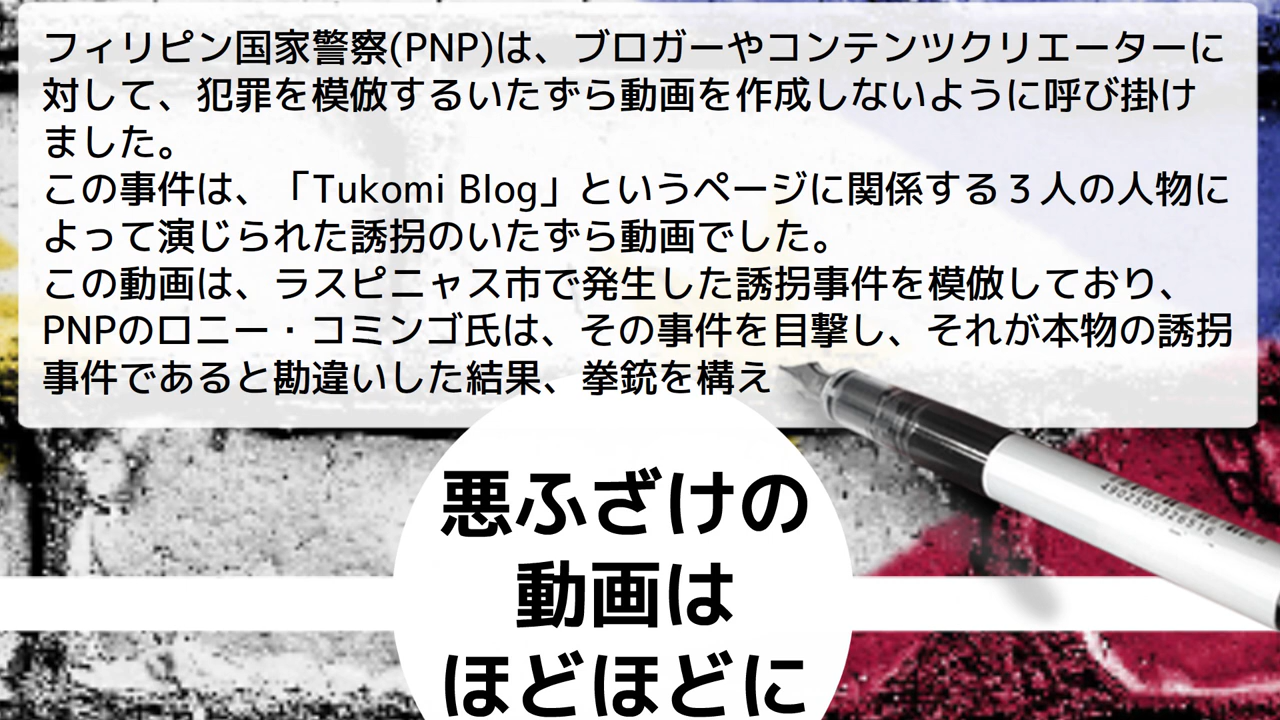 フィリピン国家警察(PNP)は、ブロガーやコンテンツクリエーターに
対して、犯罪を模倣するいたずら動画を作成しないように呼び掛け
ました。
この事件は、「Tukomi Blog」というページに関係する３人の人物に
よって演じられた誘拐のいたずら動画でした。
この動画は、ラスピニャス市で発生した誘拐事件を模倣しており、
PNPのロニー・コミンゴ氏は、その事件を目撃し、それが本物の誘拐
事件であると勘違いした結果、拳銃を構え
悪ふざけの
動画は
ほどほどに